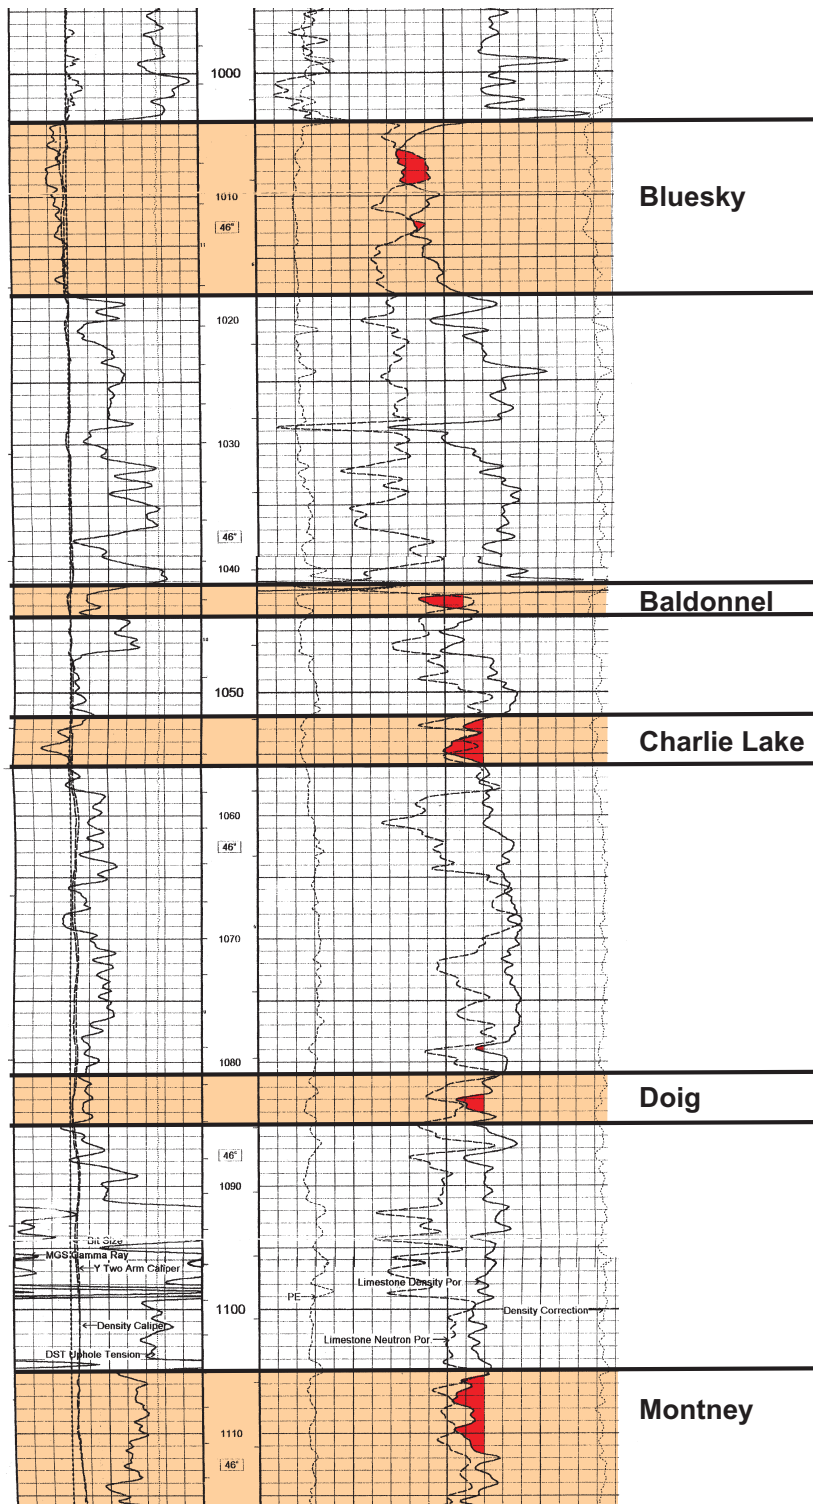 1000
Bluesky
1010
46°
1020
1030
46°
1040
Baldonnel
1050
Charlie Lake
1060
46°
1070
1080
Doig
46°
1090
Bit Size
MGS Gamma Ray
Y Two Arm Caliper
Limestone Density Por.
PE
1100
Density Correction
Density Caliper
Limestone Neutron Por.
DST Uphole Tension
Montney
1110
46°